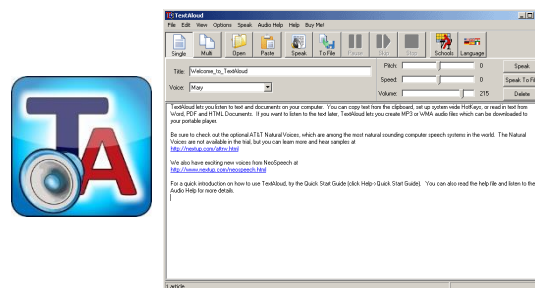 TA
TextAloud
File Edit View Options Speak Audio Help Help Buy Me!
Single Multi Open Paste Speak To File Pause Skip Stop Schools Language
Title: Welcome_to_TextAloud
Pitch: 0 Speak
Speed: 0 Speak To Fil
Voice: Mary
Volume: 215 Delete
TextAloud lets you listen to text and documents on your computer. You can copy text from the clipboard, set up system wide HotKeys, or read in text from
Word, PDF and HTML Documents. If you want to listen to the text later, TextAloud lets you create MP3 or WMA audio files which can be downloaded to
your portable player.
Be sure to check out the optional AT&T Natural Voices, which are among the most natural sounding computer speech systems in the world. The Natural
Voices are not available in the trial, but you can learn more and hear samples at
http://nextup.com/attnv.html
We also have exciting new voices from NeoSpeech at
http://www.nextup.com/neospeech.html
For a quick introduction on how to use TextAloud, try the Quick Start Guide (click Help> Quick Start Guide). You can also read the help file and listen to the
Audio Help for more details.
1 article